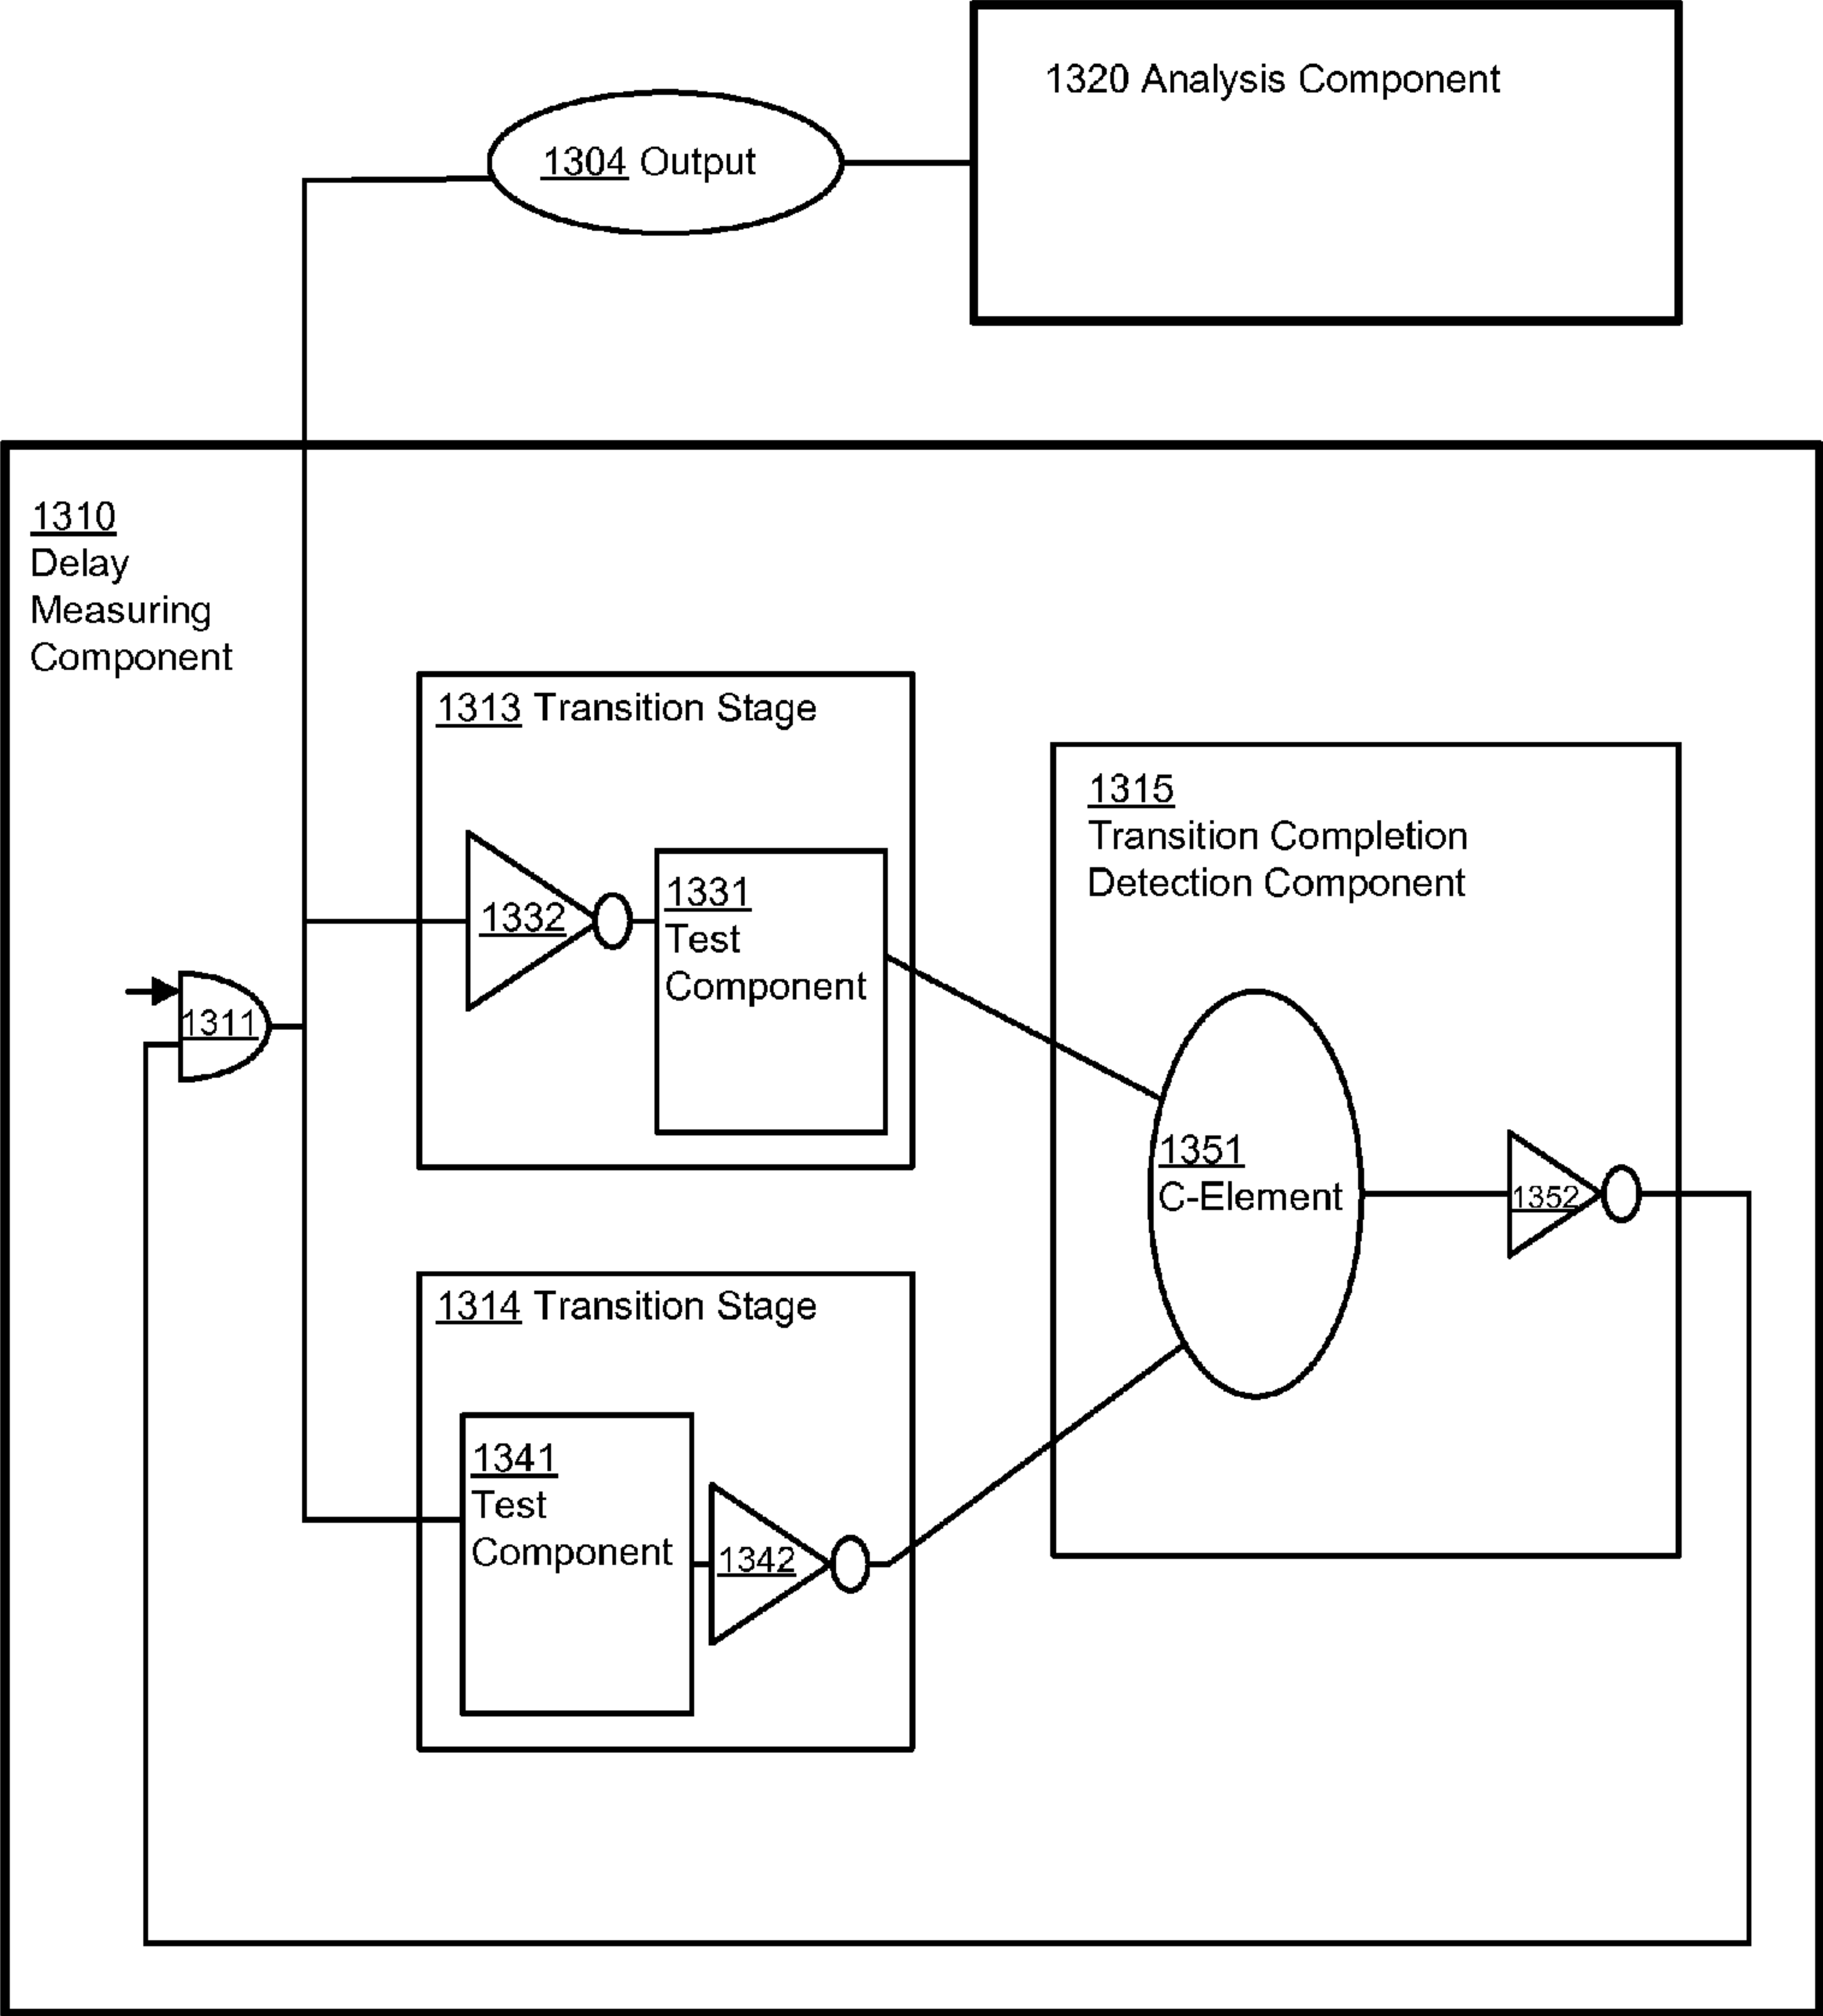 1320 Analysis Component
1304 Output
1310
Delay
Measuring
Component
1313 Transition Stage
1332
1331
Test
Component
1311
1315
Transition Completion
Detection Component
1351
C-Element
1352
1314 Transition Stage
1341
Test
Component
1342